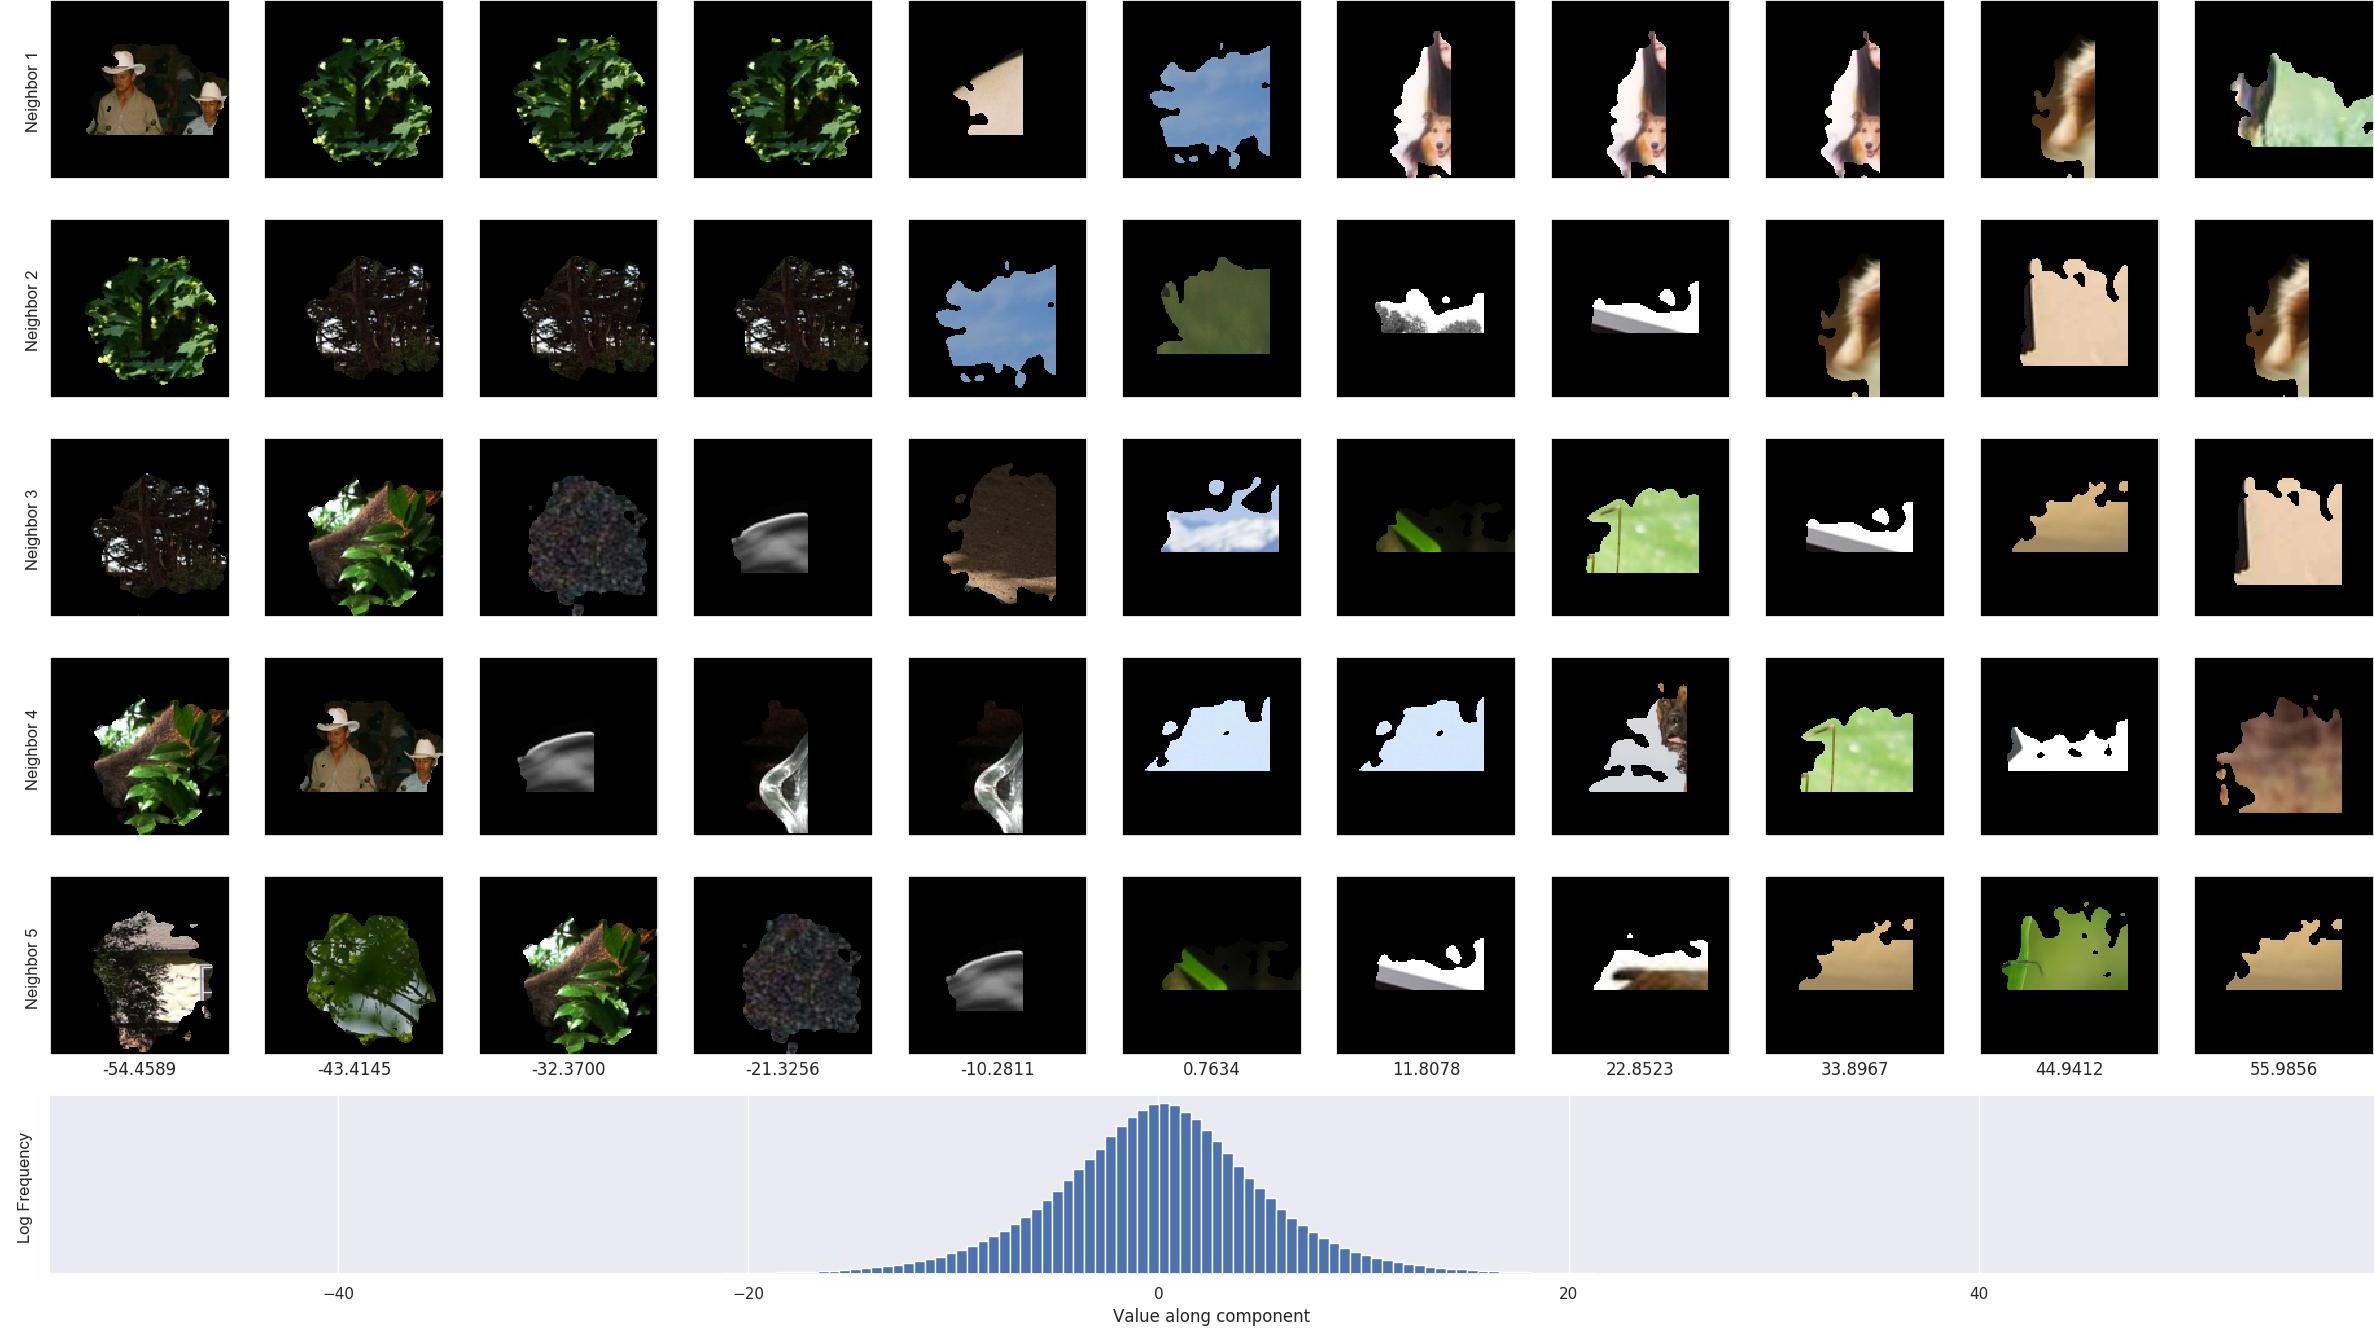 Neighbor 1
Neighbor 2
Neighbor 3
Neighbor 4
Neighbor 5
-54.4589 -43.4145 -32.3700 -21.3256 -10.2811 0.7634 11.8078 22.8523 33.8967 44.9412 55.9856
Log Frequency
−40 −20 0 20 40
Value along component